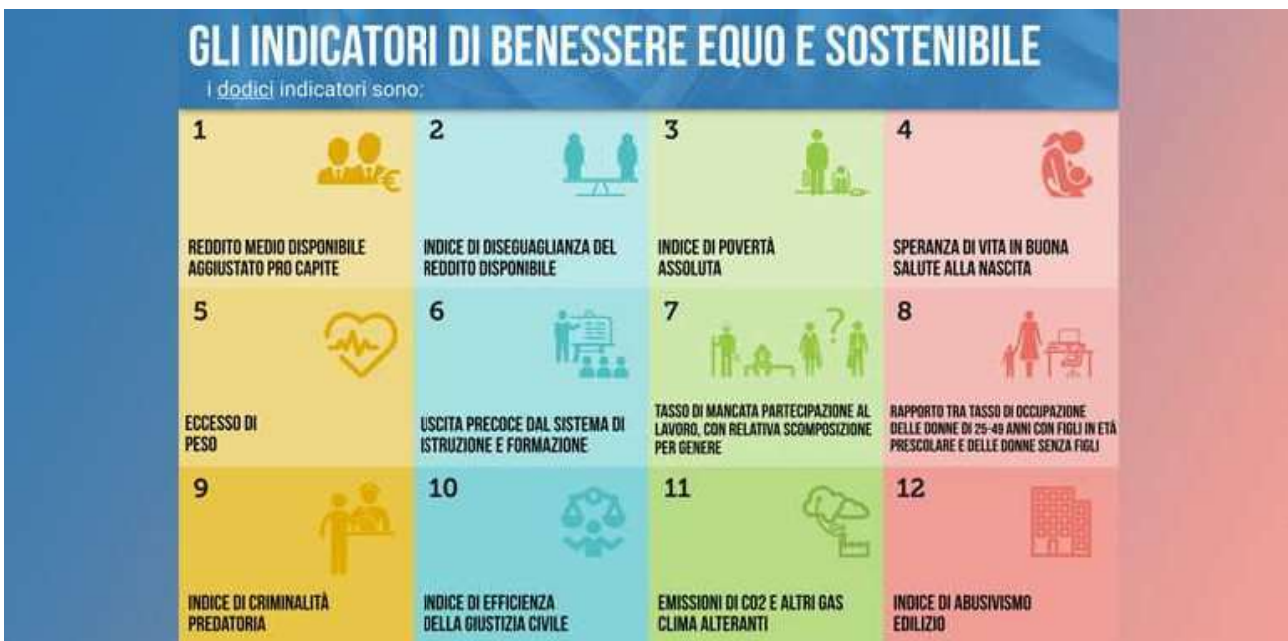 GLI INDICATORI DI BENESSERE EQUO E SOSTENIBILE
i dodici indicatori sono:
1
REDDITO MEDIO DISPONIBILE
AGGIUSTATO PRO CAPITE
2
INDICE DI DISEGUAGLIANZA DEL
REDDITO DISPONIBILE
3
INDICE DI POVERTÀ
ASSOLUTA
4
SPERANZA DI VITA IN BUONA
SALUTE ALLA NASCITA
5
ECCESSO DI
PESO
6
USCITA PRECOCE DAL SISTEMA DI
ISTRUZIONE E FORMAZIONE
7
?
TASSO DI MANCATA PARTECIPAZIONE AL
LAVORO, CON RELATIVA SCOMPOSIZIONE
PER GENERE
8
RAPPORTO TRA TASSO DI OCCUPAZIONE
DELLE DONNE DI 25-49 ANNI CON FIGLI IN ETÀ
PRESCOLARE E DELLE DONNE SENZA FIGLI
9
INDICE DI CRIMINALITÀ
PREDATORIA
10
INDICE DI EFFICIENZA
DELLA GIUSTIZIA CIVILE
11
EMISSIONI DI CO2 E ALTRI GAS
CLIMA ALTERANTI
12
INDICE DI ABUSIVISMO
EDILIZIO